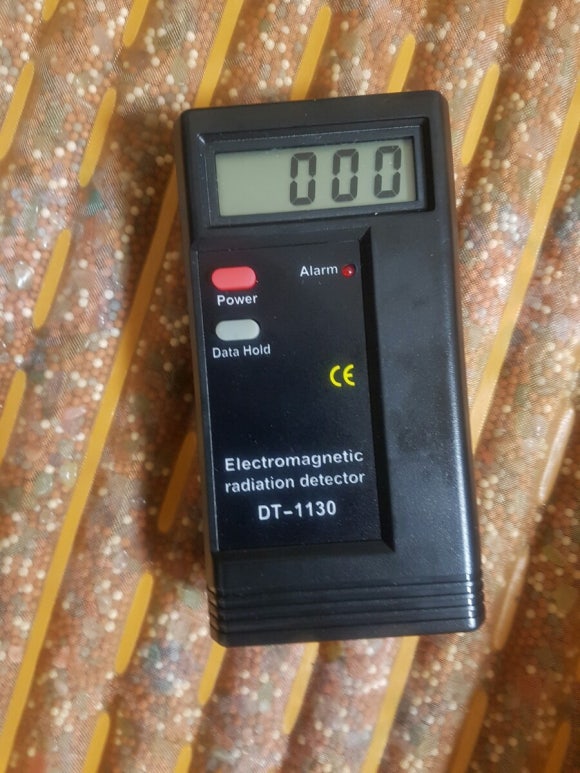 000
Alarm
Power
Data Hold
CE
Electromagnetic
radiation detector
DT-1130